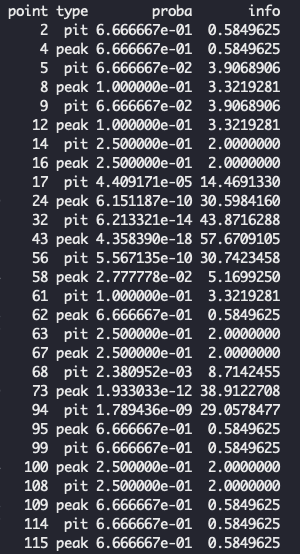 point type proba info
2 pit 6.666667e-01 0.5849625
4 peak 6.666667e-01 0.5849625
5 pit 6.666667e-02 3.9068906
8 peak 1.000000e-01 3.3219281
9 pit 6.666667e-02 3.9068906
12 peak 1.000000e-01 3.3219281
14 pit 2.500000e-01 2.0000000
16 peak 2.500000e-01 2.0000000
17 pit 4.409171e-05 14.4691330
24 peak 6.151187e-10 30.5984160
32 pit 6.213321e-14 43.8716288
43 peak 4.358390e-18 57.6709105
56 pit 5.567135e-10 30.7423458
58 peak 2.777778e-02 5.1699250
61 pit 1.000000e-01 3.3219281
62 peak 6.666667e-01 0.5849625
63 pit 2.500000e-01 2.0000000
67 peak 2.500000e-01 2.0000000
68 pit 2.380952e-03 8.7142455
73 peak 1.933033e-12 38.9122708
94 pit 1.789436e-09 29.0578477
95 peak 6.666667e-01 0.5849625
99 pit 6.666667e-01 0.5849625
100 peak 2.500000e-01 2.0000000
108 pit 2.500000e-01 2.0000000
109 peak 6.666667e-01 0.5849625
114 pit 6.666667e-01 0.5849625
115 peak 6.666667e-01 0.5849625